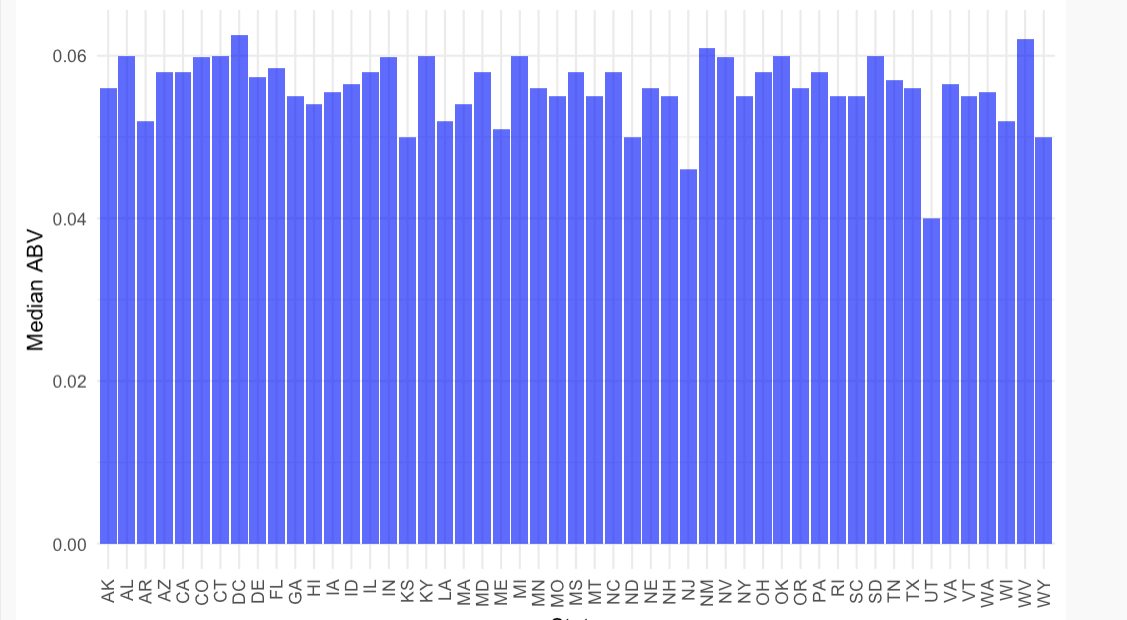 Median ABV
0.06
0.04
0.02
0.00
AK AL AR AZ CA CO CT DC DE FL GA HI IA ID IL IN KS KY LA MA MD ME MI MN MO MS MT NC ND NE NH NJ NM NV NY OH OK OR PA RI SC SD TN TX UT VA VT WA WI WV WY